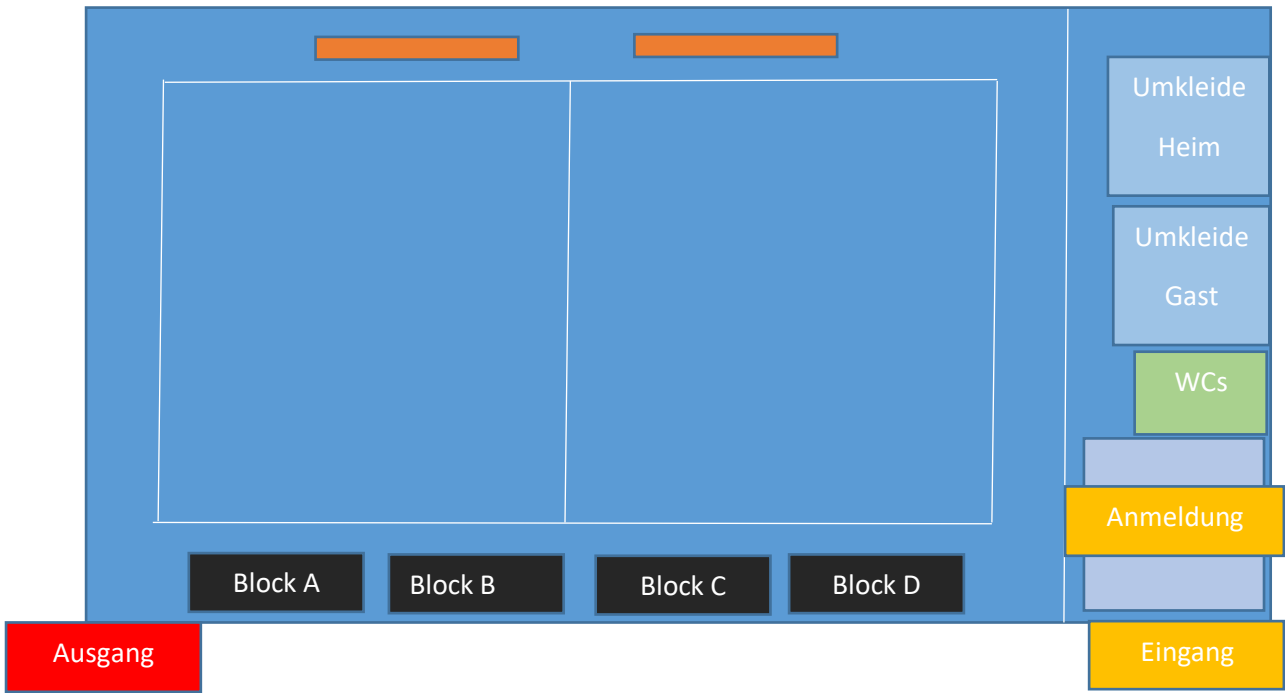 Umkleide
Heim
Umkleide
Gast
WCs
Anmeldung
Block A
Block B
Block C
Block D
Ausgang
Eingang